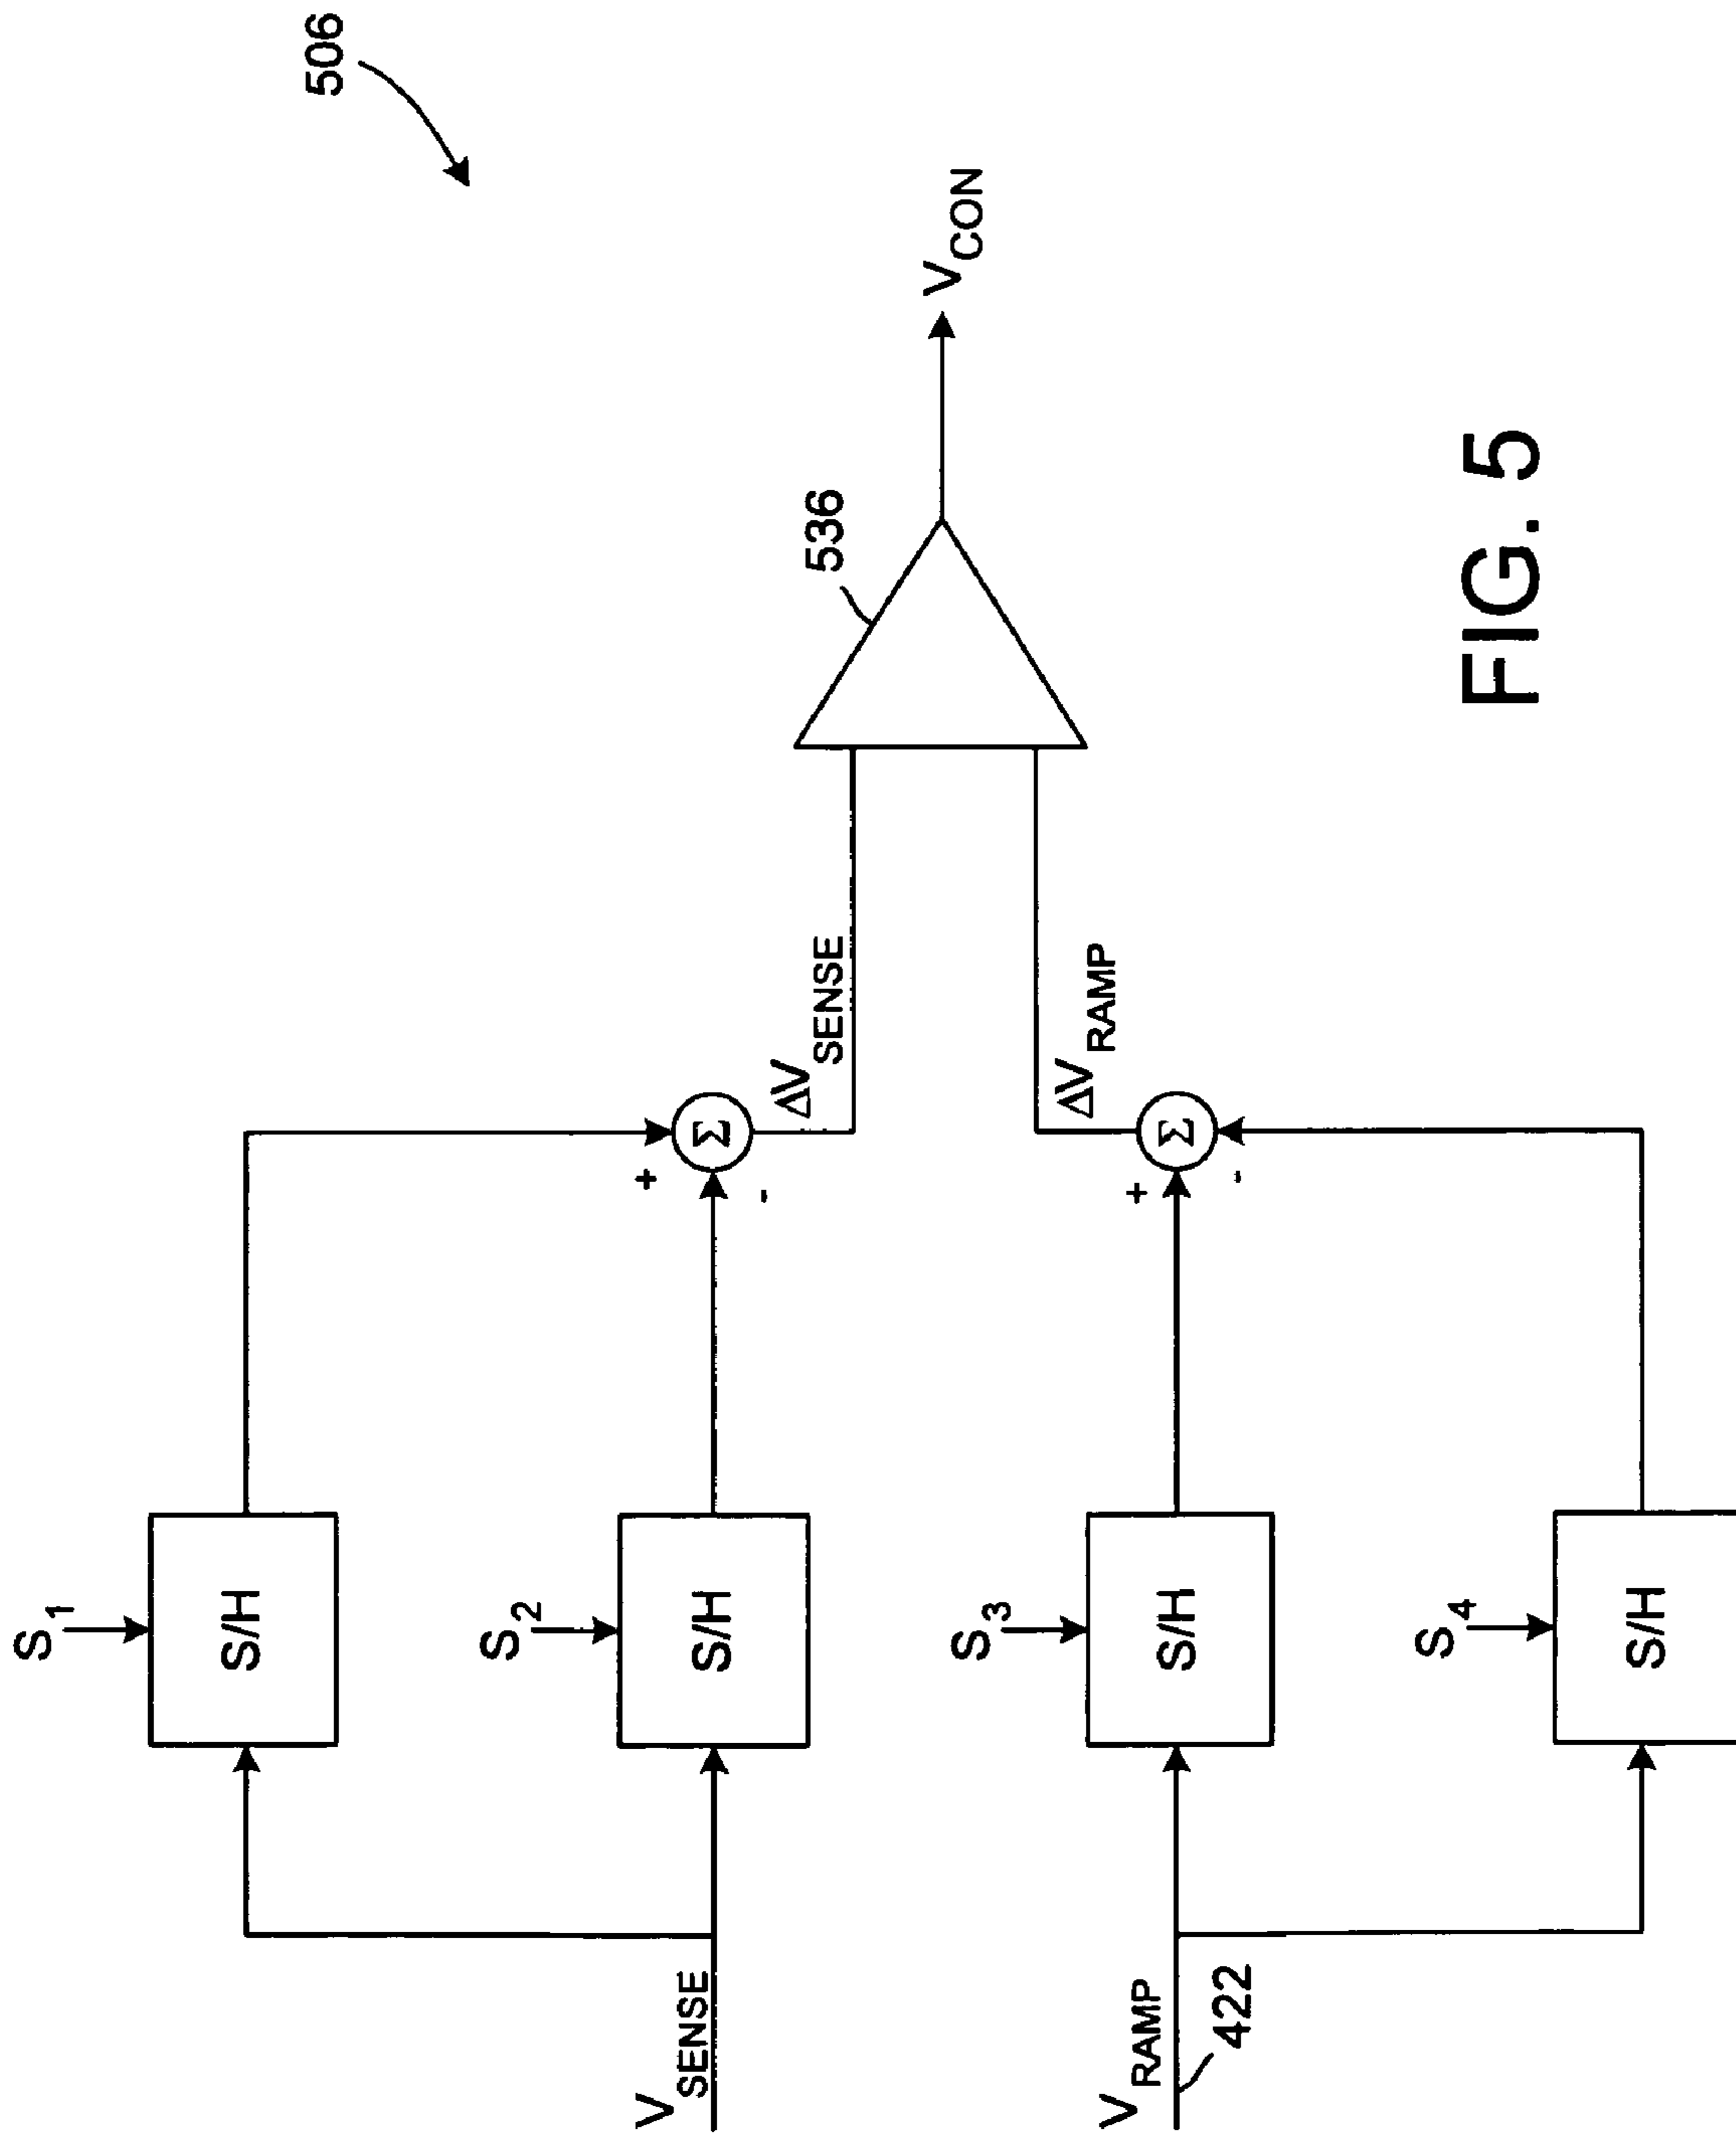 506
S1
S/H
S2
S/H
+
Σ
-
ΔVSENSE
VSENSE
536
VCON
S3
S/H
+
Σ
-
ΔVRAMP
VRAMP
422
S4
S/H
FIG. 5